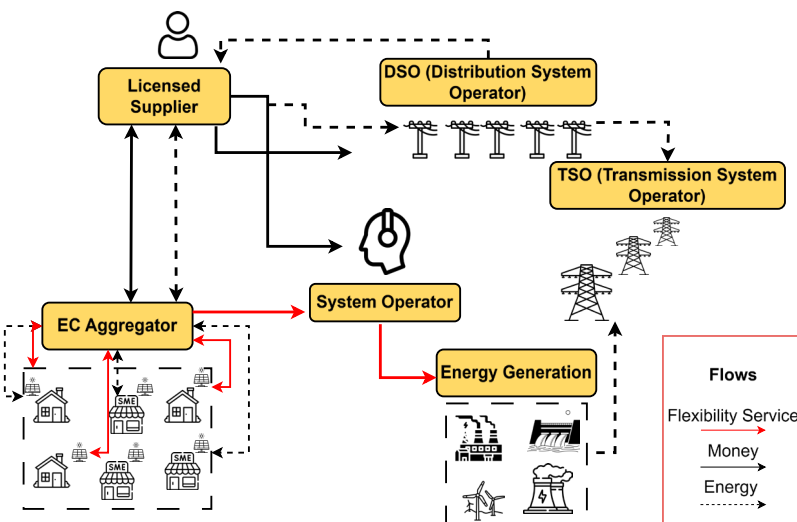 Licensed
Supplier
DSO (Distribution System
Operator)
TSO (Transmission System
Operator)
EC Aggregator
System Operator
Energy Generation
SME
SME
SME
Flows
Flexibility Service
Money
Energy